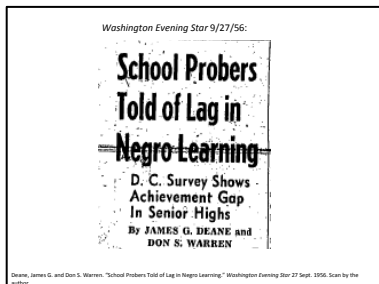 Washington Evening Star 9/27/56:
School Probers
Told of Lag in
Negro Learning
D. C. Survey Shows
Achievement Gap
In Senior Highs
By JAMES G. DEANE and
DON S. WARREN
Deane, James G. and Don S. Warren. "School Probers Told of Lag in Negro Learning." Washington Evening Star 27 Sept. 1956. Scan by the
author.